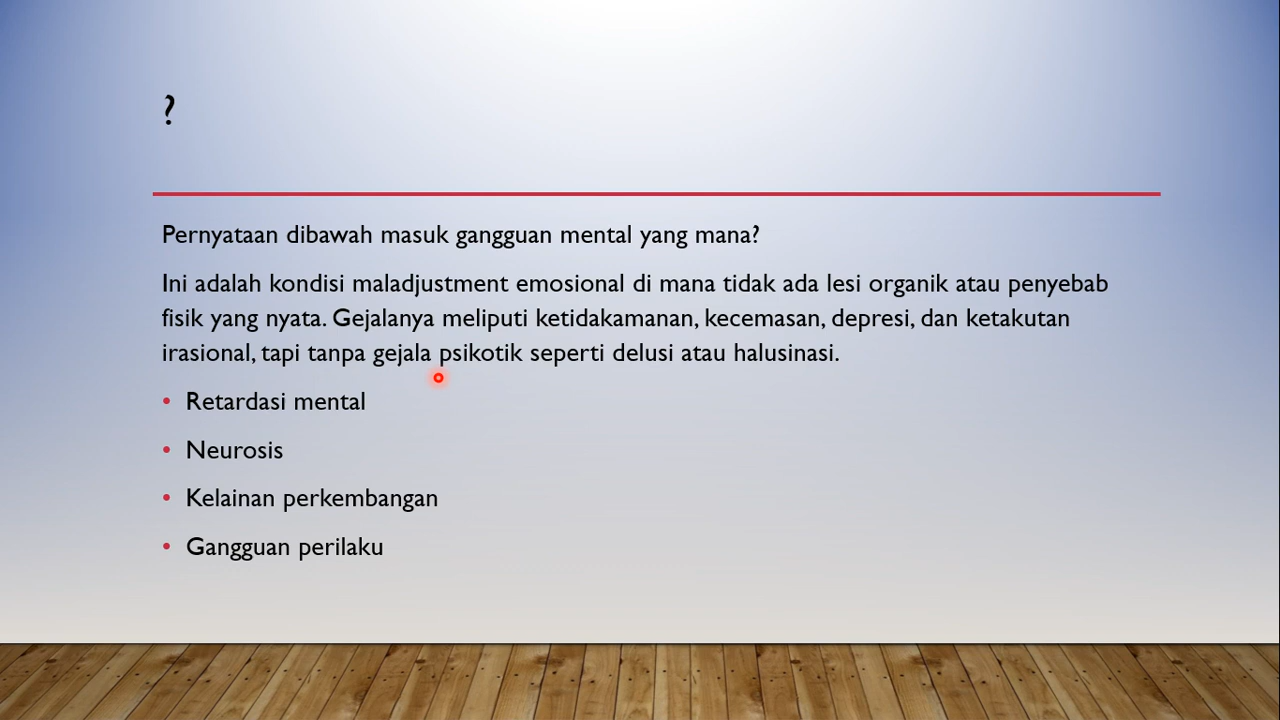 ?
Pernyataan dibawah masuk gangguan mental yang mana?
Ini adalah kondisi maladjustment emosional di mana tidak ada lesi organik atau penyebab
fisik yang nyata. Gejalanya meliputi ketidakamanan, kecemasan, depresi, dan ketakutan
irasional, tapi tanpa gejala psikotik seperti delusi atau halusinasi.
• Retardasi mental
• Neurosis
• Kelainan perkembangan
• Gangguan perilaku